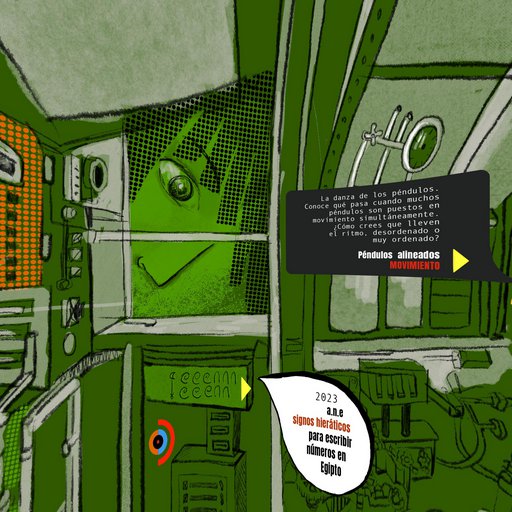 La danza de los péndulos.
Conoce qué pasa cuando muchos
péndulos son puestos en
movimiento simultáneamente.
¿Cómo crees que lleven
el ritmo, desordenado o
muy ordenado?
Péndulos alineados
MOVIMIENTO
2023
a.n.e
signos hieráticos
para escribir
números en
Egipto